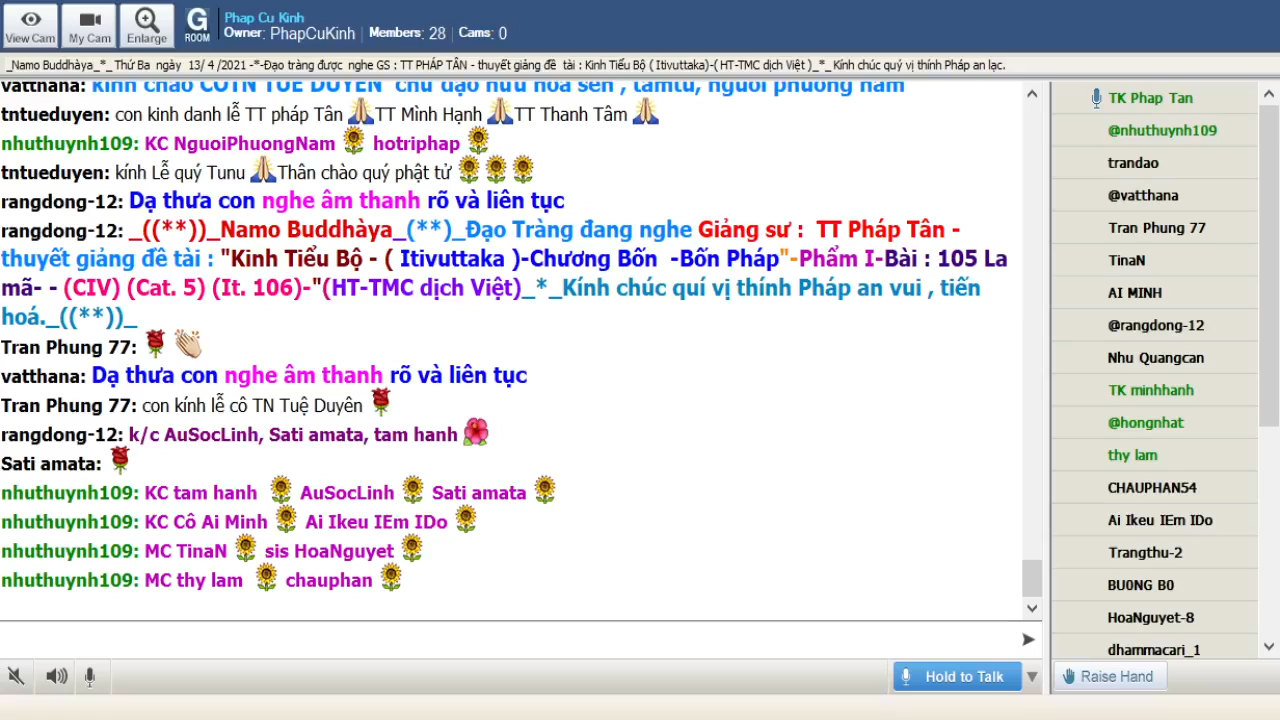 View Cam
My Cam
Enlarge
G
ROOM
Phap Cu Kinh
Owner: PhapCuKinh
Members: 28
Cams: 0
_Namo Buddhàya_*_ Thứ Ba ngày 13/ 4 /2021 -*-Đạo tràng được nghe GS : TT PHÁP TÂN - thuyết giảng đề tài : Kinh Tiểu Bộ ( Itivuttaka)-( HT-TMC dịch Việt )_*_Kính chúc quý vị thính Pháp an lạc.
vatthana:
tntueduyen: con kinh danh lễ TT pháp Tân 🙏TT Minh Hạnh 🙏TT Thanh Tâm 🙏
nhuthuynh109: KC NguoiPhuongNam 🌻 hotriphap 🌻
tntueduyen: kính Lễ quý Tunu 🙏Thân chào quý phật tử 🌻🌻🌻
rangdong-12: Dạ thưa con nghe âm thanh rõ và liên tục
rangdong-12: _((**))_Namo Buddhàya_(**)_Đạo Tràng đang nghe Giảng sư : TT Pháp Tân -
thuyết giảng đề tài : "Kinh Tiểu Bộ - ( Itivuttaka )-Chương Bốn -Bốn Pháp"-Phẩm I-Bài : 105 La
mã- - (CIV) (Cat. 5) (It. 106)-"(HT-TMC dịch Việt)_*_Kính chúc quí vị thính Pháp an vui , tiến
hoá._((**))_
Tran Phung 77: 🌹 👏
vatthana: Dạ thưa con nghe âm thanh rõ và liên tục
Tran Phung 77: con kính lễ cô TN Tuệ Duyên 🌹
rangdong-12: k/c AuSocLinh, Sati amata, tam hanh 🌺
Sati amata: 🌹
nhuthuynh109: KC tam hanh 🌻 AuSocLinh 🌻 Sati amata 🌻
nhuthuynh109: KC Cô Ai Minh 🌻 Ai Ikeu IEm IDo 🌻
nhuthuynh109: MC TinaN 🌻 sis HoaNguyet 🌻
nhuthuynh109: MC thy lam 🌻 chauphan 🌻
Hold to Talk
TK Phap Tan
@nhuthuynh109
trandao
@vatthana
Tran Phung 77
TinaN
AI MINH
@rangdong-12
Nhu Quangcan
TK minhhanh
@hongnhat
thy lam
CHAUPHAN54
Ai Ikeu IEm IDo
Trangthu-2
BU0NG B0
HoaNguyet-8
dhammacari_1
Raise Hand